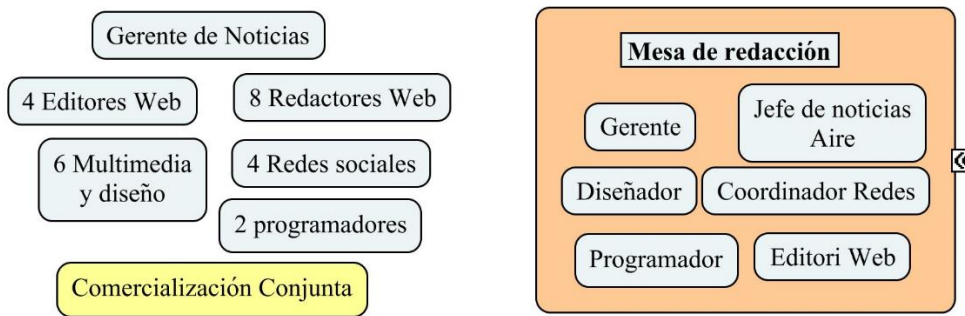 Gerente de Noticias
4 Editores Web
8 Redactores Web
6 Multimedia
y diseño
4 Redes sociales
2 programadores
Comercialización Conjunta
Mesa de redacción
Gerente
Jefe de noticias
Aire
Diseñador
Coordinador Redes
Programador
Editori Web